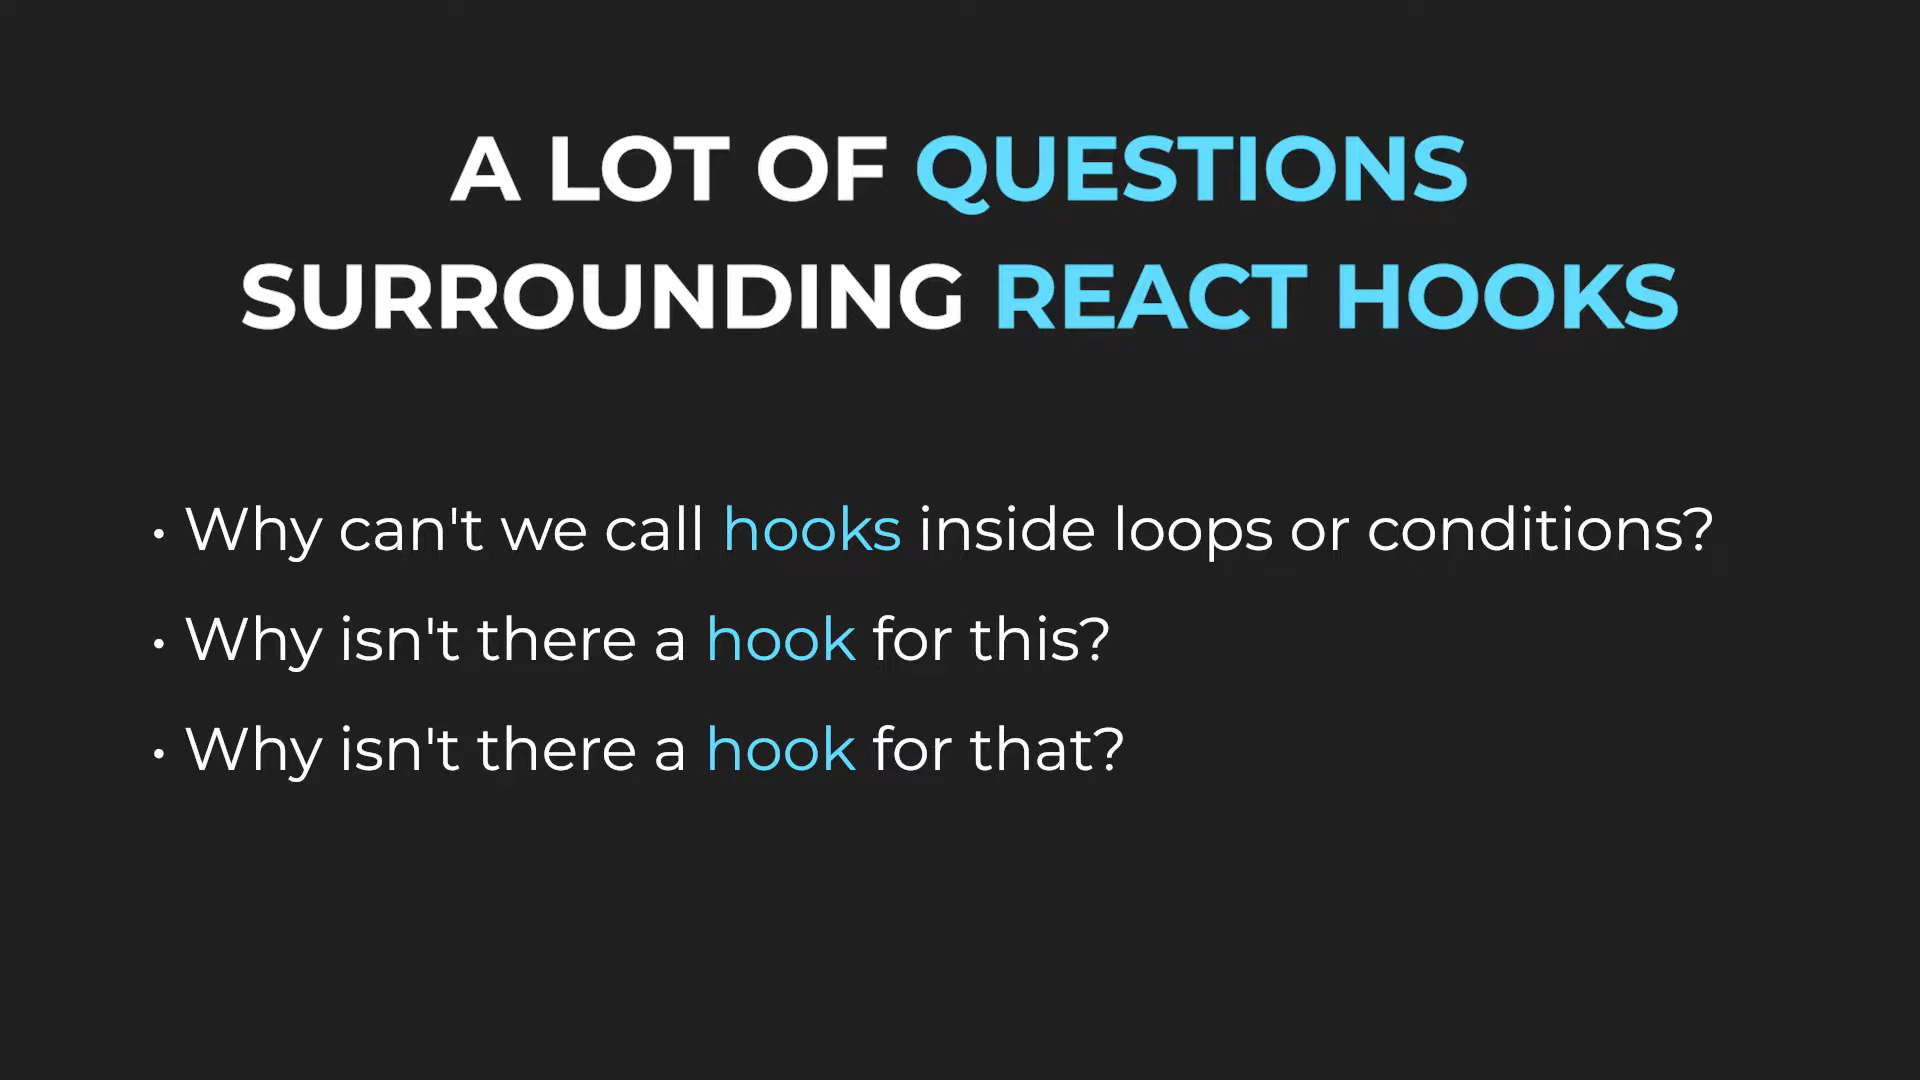 A LOT OF QUESTIONS
SURROUNDING REACT HOOKS
• Why can't we call hooks inside loops or conditions?
• Why isn't there a hook for this?
• Why isn't there a hook for that?